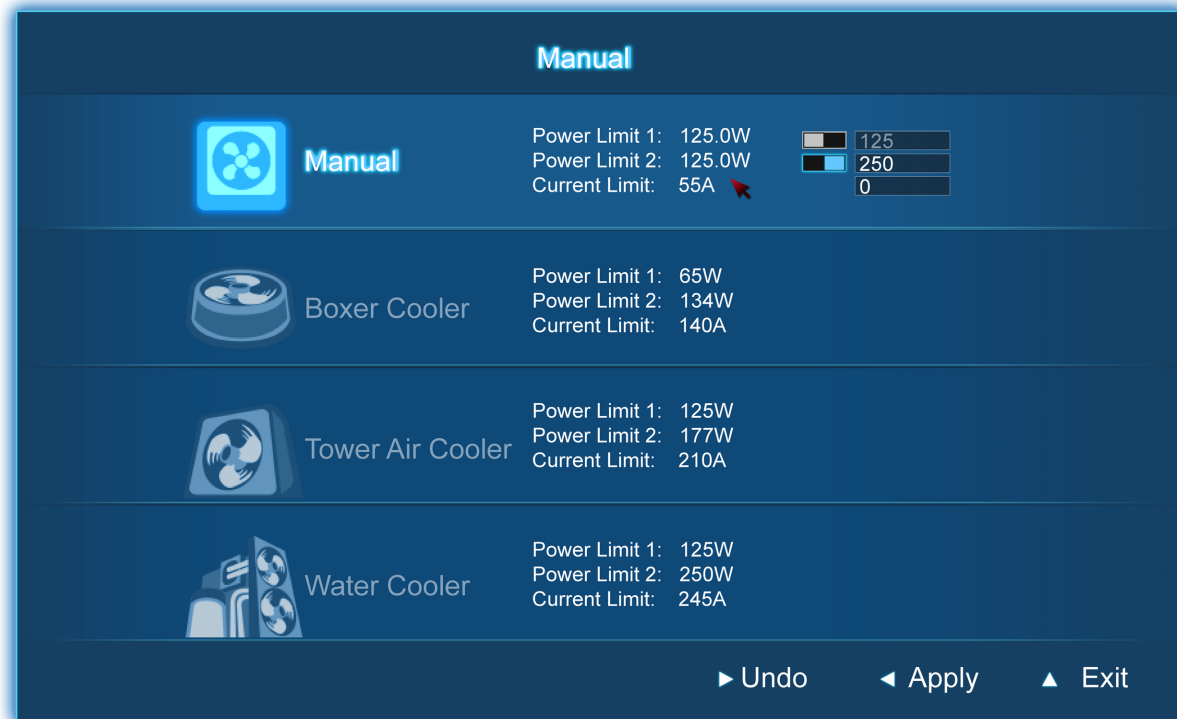 Manual
Manual
Power Limit 1: 125.0W 125
Power Limit 2: 125.0W 250
Current Limit: 55A 0
Boxer Cooler
Power Limit 1: 65W
Power Limit 2: 134W
Current Limit: 140A
Tower Air Cooler
Power Limit 1: 125W
Power Limit 2: 177W
Current Limit: 210A
Water Cooler
Power Limit 1: 125W
Power Limit 2: 250W
Current Limit: 245A
Undo Apply Exit